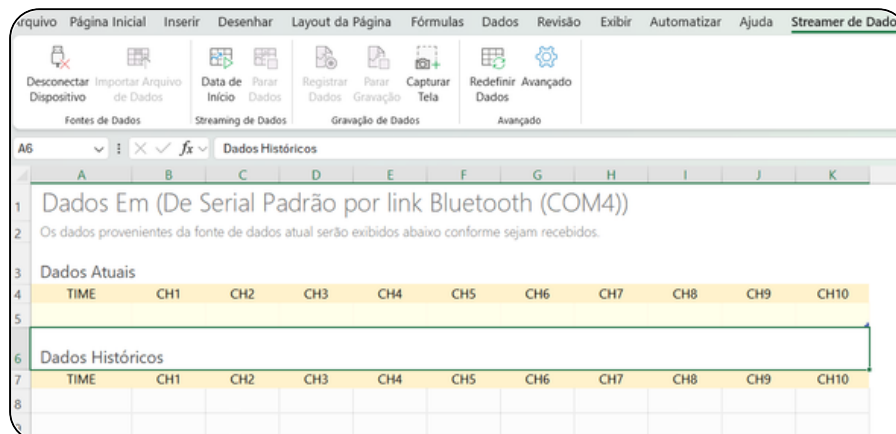 Arquivo Página Inicial Inserir Desenhar Layout da Página Fórmulas Dados Revisão Exibir Automatizar Ajuda Streamer de Dado
Desconectar Importar Arquivo Data de Parar Registrar Parar Capturar Redefinir Avançado
Dispositivo de Dados Início Dados Dados Gravação Tela Dados
Fontes de Dados Streaming de Dados Gravação de Dados Avançado
A6 fx Dados Históricos
A B C D E F G H I J K
1 Dados Em (De Serial Padrão por link Bluetooth (COM4))
2 Os dados provenientes da fonte de dados atual serão exibidos abaixo conforme sejam recebidos.
3 Dados Atuais
4 TIME CH1 CH2 CH3 CH4 CH5 CH6 CH7 CH8 CH9 CH10
5
6 Dados Históricos
7 TIME CH1 CH2 CH3 CH4 CH5 CH6 CH7 CH8 CH9 CH10
8
9